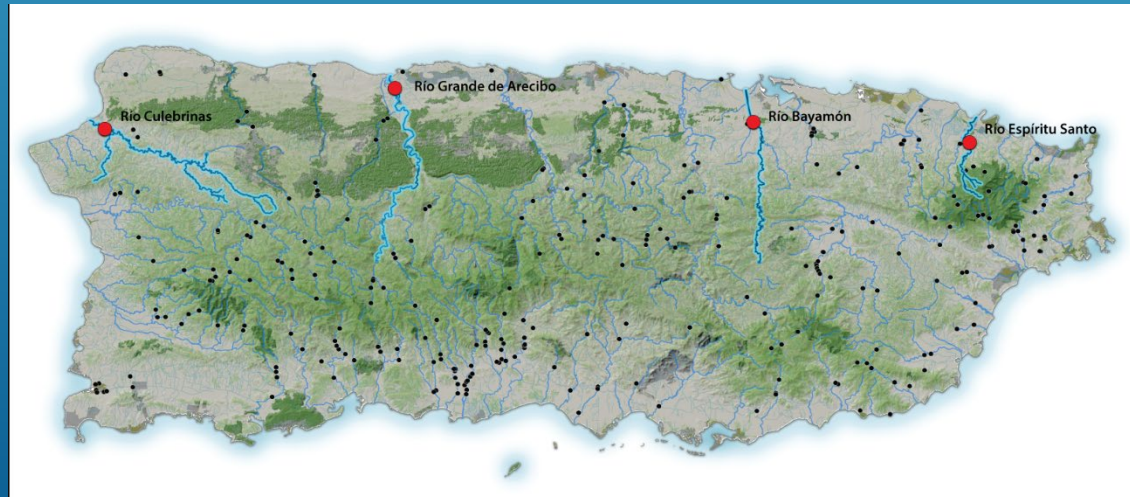 Río Grande de Arecibo
Río Culebrinas
Río Bayamón
Río Espíritu Santo